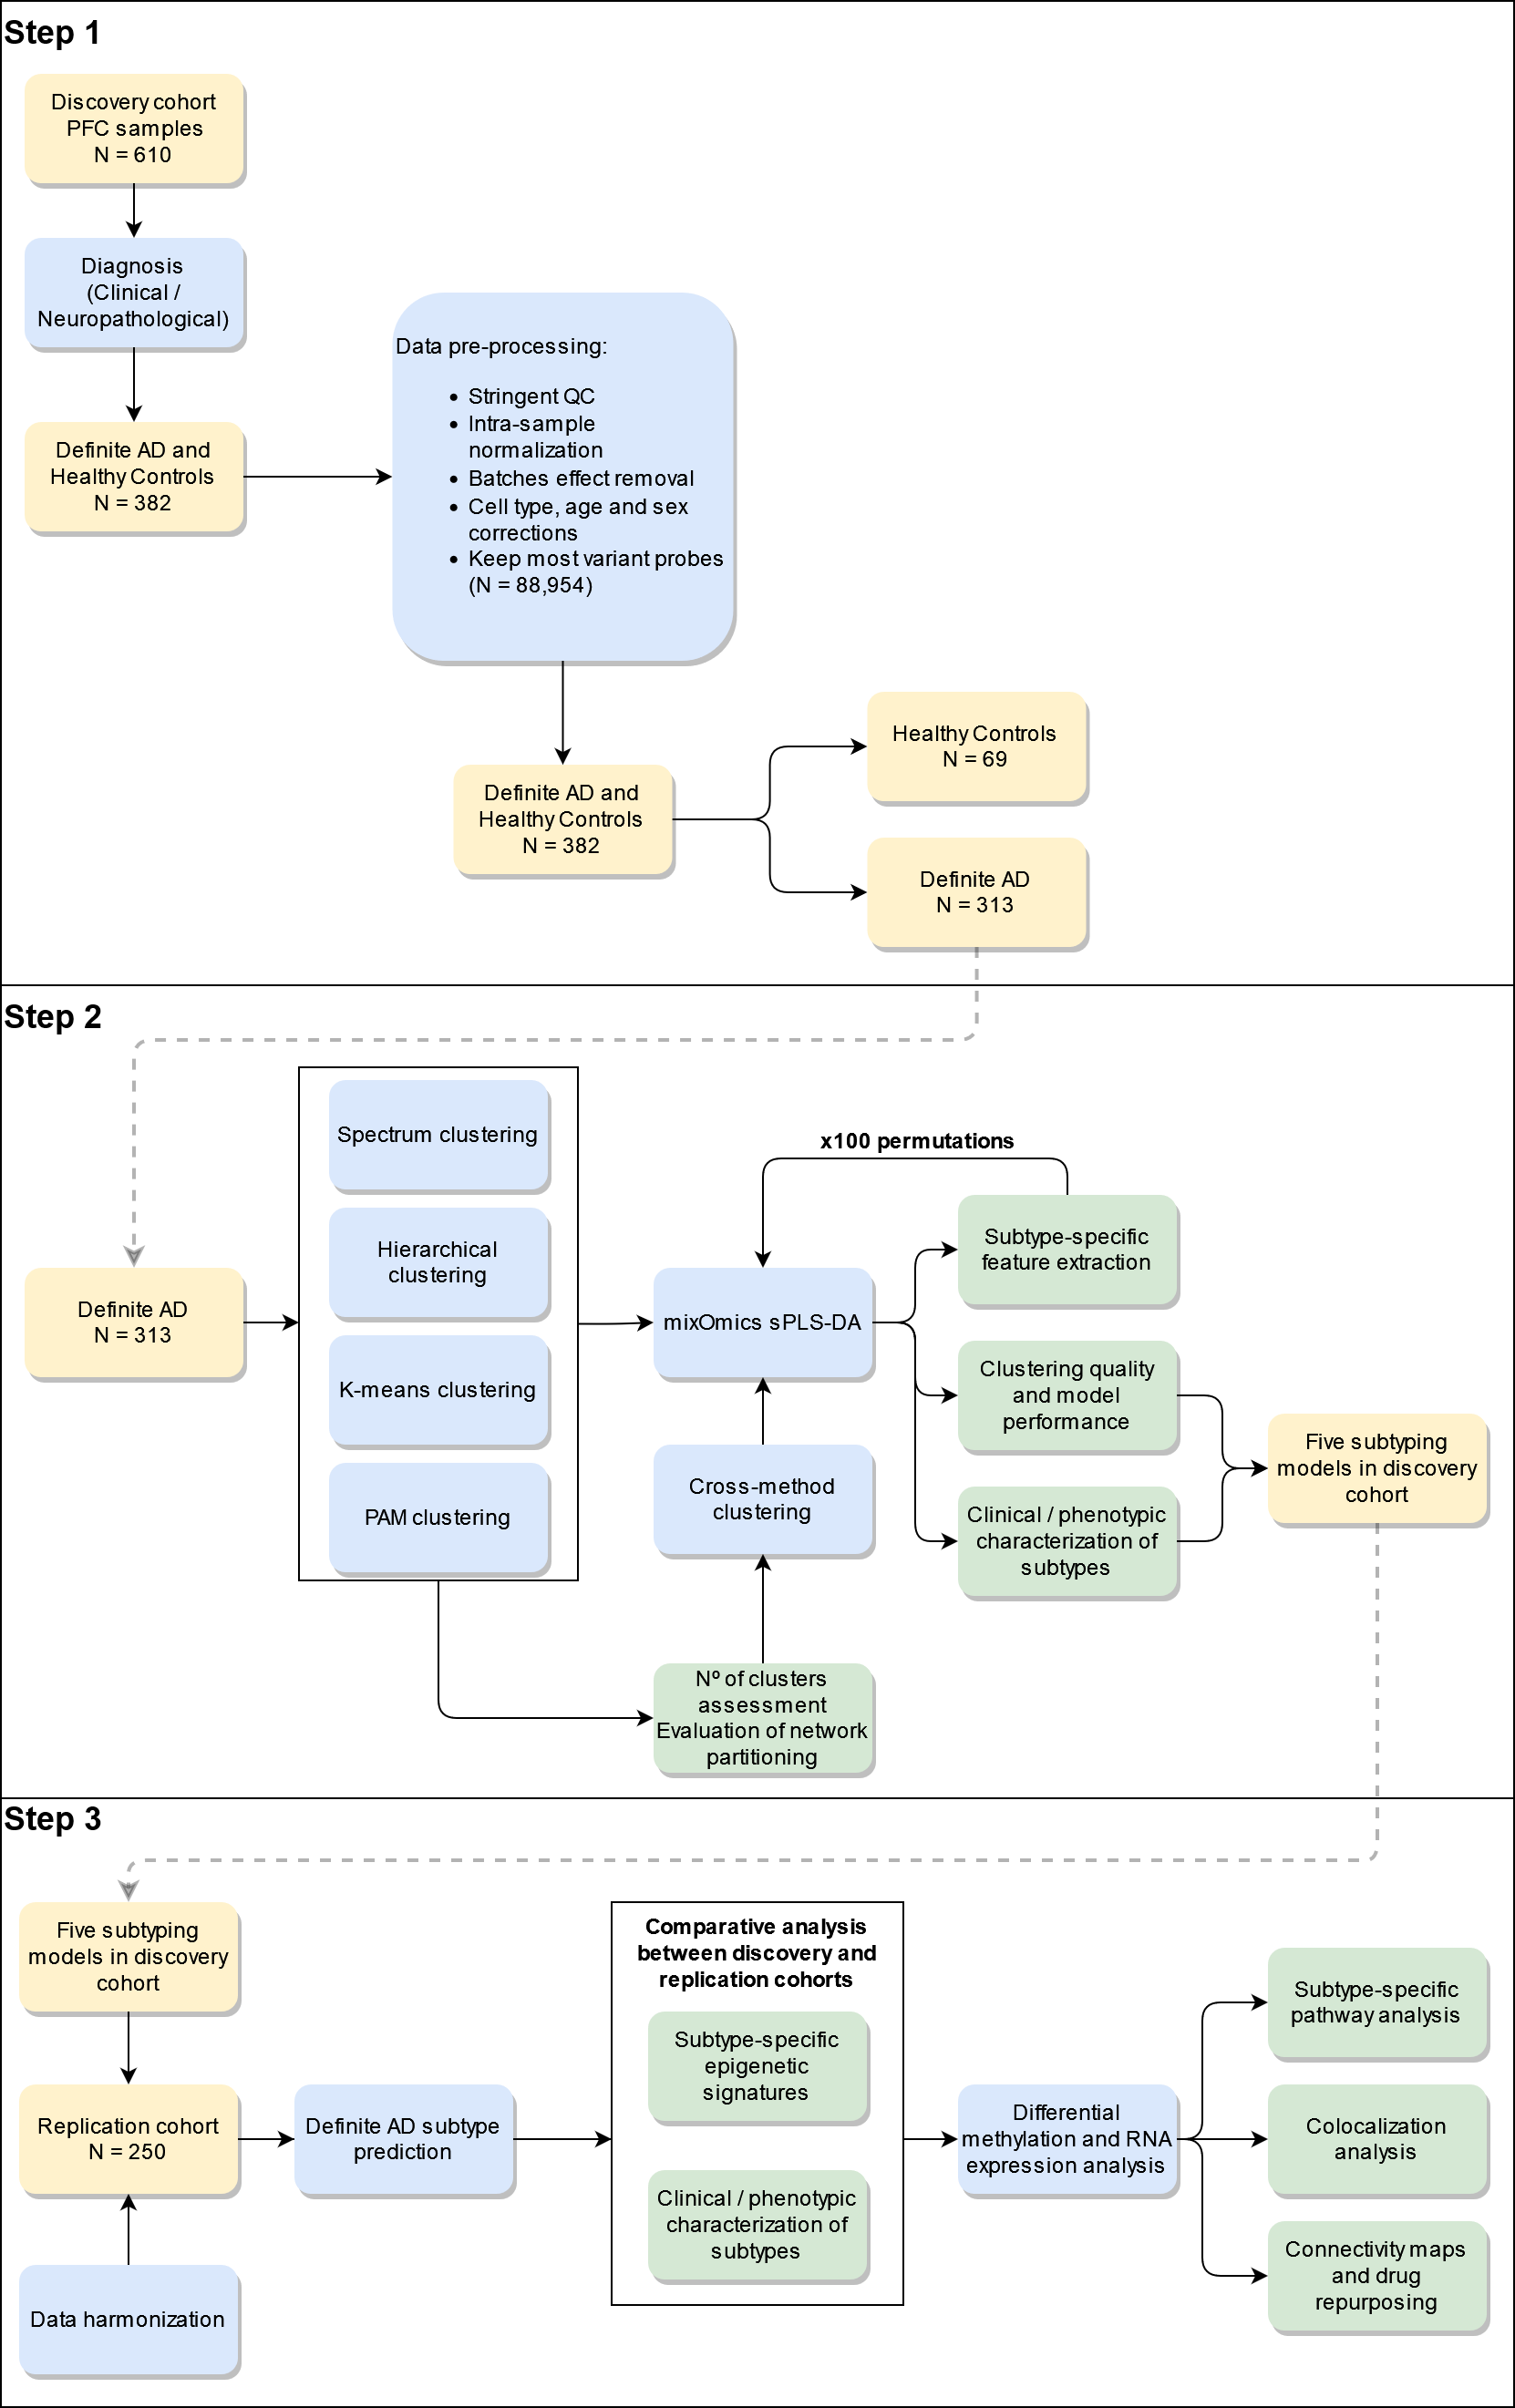 Step 1
Discovery cohort
PFC samples
N = 610
Diagnosis
(Clinical /
Neuropathological)
Definite AD and
Healthy Controls
N = 382
Data pre-processing:
• Stringent QC
• Intra-sample
normalization
• Batches effect removal
• Cell type, age and sex
corrections
• Keep most variant probes
(N = 88,954)
Definite AD and
Healthy Controls
N = 382
Healthy Controls
N = 69
Definite AD
N = 313
Step 2
Definite AD
N = 313
Spectrum clustering
Hierarchical
clustering
K-means clustering
PAM clustering
x100 permutations
mixOmics sPLS-DA
Cross-method
clustering
Nº of clusters
assessment
Evaluation of network
partitioning
Subtype-specific
feature extraction
Clustering quality
and model
performance
Clinical / phenotypic
characterization of
subtypes
Five subtyping
models in discovery
cohort
Step 3
Five subtyping
models in discovery
cohort
Replication cohort
N = 250
Data harmonization
Definite AD subtype
prediction
Comparative analysis
between discovery and
replication cohorts
Subtype-specific
epigenetic
signatures
Clinical / phenotypic
characterization of
subtypes
Differential
methylation and RNA
expression analysis
Subtype-specific
pathway analysis
Colocalization
analysis
Connectivity maps
and drug
repurposing